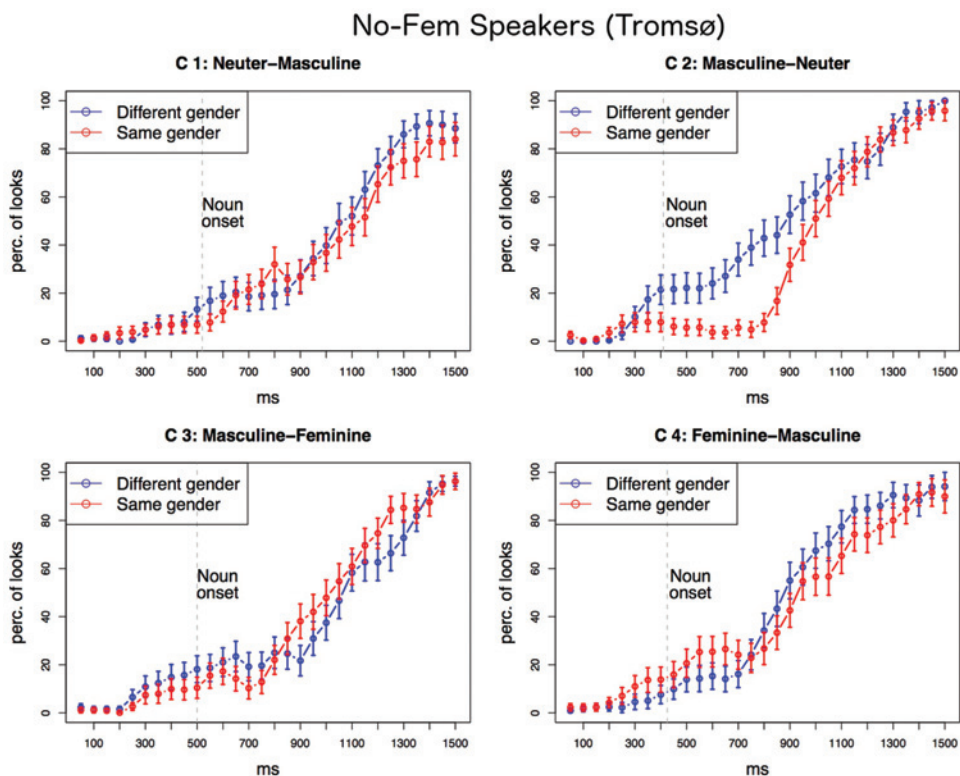 No-Fem Speakers (Tromsø)
C 1: Neuter–Masculine
perc. of looks
100
80
60
40
20
0
Different gender
Same gender
Noun
onset
100 300 500 700 900 1100 1300 1500
ms
C 2: Masculine–Neuter
perc. of looks
100
80
60
40
20
0
Different gender
Same gender
Noun
onset
100 300 500 700 900 1100 1300 1500
ms
C 3: Masculine–Feminine
perc. of looks
100
80
60
40
20
0
Different gender
Same gender
Noun
onset
100 300 500 700 900 1100 1300 1500
ms
C 4: Feminine–Masculine
perc. of looks
100
80
60
40
20
0
Different gender
Same gender
Noun
onset
100 300 500 700 900 1100 1300 1500
ms